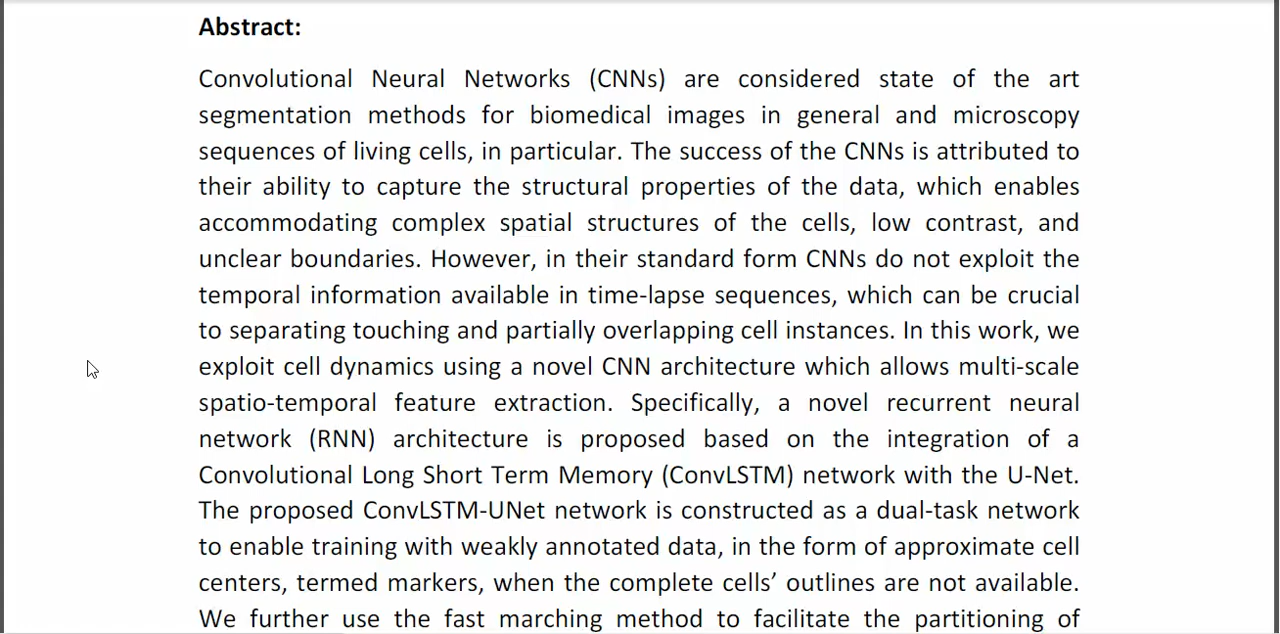 Abstract:
Convolutional Neural Networks (CNNs) are considered state of the art
segmentation methods for biomedical images in general and microscopy
sequences of living cells, in particular. The success of the CNNs is attributed to
their ability to capture the structural properties of the data, which enables
accommodating complex spatial structures of the cells, low contrast, and
unclear boundaries. However, in their standard form CNNs do not exploit the
temporal information available in time-lapse sequences, which can be crucial
to separating touching and partially overlapping cell instances. In this work, we
exploit cell dynamics using a novel CNN architecture which allows multi-scale
spatio-temporal feature extraction. Specifically, a novel recurrent neural
network (RNN) architecture is proposed based on the integration of a
Convolutional Long Short Term Memory (ConvLSTM) network with the U-Net.
The proposed ConvLSTM-UNet network is constructed as a dual-task network
to enable training with weakly annotated data, in the form of approximate cell
centers, termed markers, when the complete cells’ outlines are not available.
We further use the fast marching method to facilitate the partitioning of